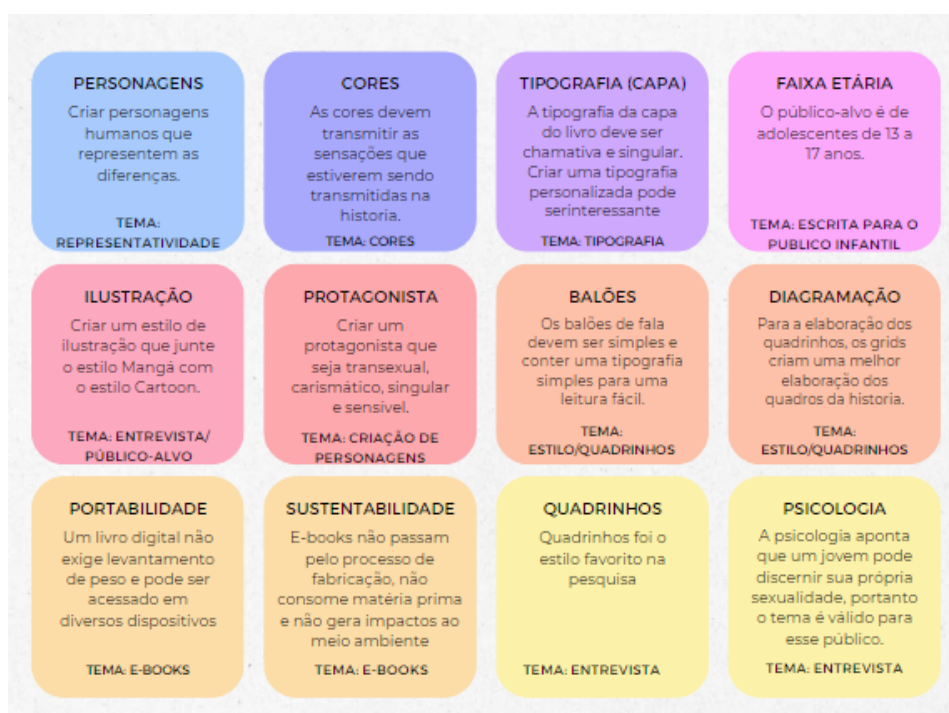 PERSONAGENS
Criar personagens
humanos que
representem as
diferenças.
TEMA:
REPRESENTATIVIDADE
CORES
As cores devem
transmitir as
sensações que
estiverem sendo
transmitidas na
historia.
TEMA: CORES
TIPOGRAFIA (CAPA)
A tipografia da capa
do livro deve ser
chamativa e singular.
Criar uma tipografia
personalizada pode
serinteressante
TEMA: TIPOGRAFIA
FAIXA ETÁRIA
O público-alvo é de
adolescentes de 13 a
17 anos.
TEMA: ESCRITA PARA O
PUBLICO INFANTIL
ILUSTRAÇÃO
Criar um estilo de
ilustração que junte
o estilo Mangá com
o estilo Cartoon.
TEMA: ENTREVISTA/
PÚBLICO-ALVO
PROTAGONISTA
Criar um
protagonista que
seja transexual,
carismático, singular
e sensível.
TEMA: CRIAÇÃO DE
PERSONAGENS
BALÕES
Os balões de fala
devem ser simples e
conter uma tipografia
simples para uma
leitura fácil.
TEMA:
ESTILO/QUADRINHOS
DIAGRAMAÇÃO
Para a elaboração dos
quadrinhos, os grids
criam uma melhor
elaboração dos
quadros da historia.
TEMA:
ESTILO/QUADRINHOS
PORTABILIDADE
Um livro digital não
exige levantamento
de peso e pode ser
acessado em
diversos dispositivos
TEMA: E-BOOKS
SUSTENTABILIDADE
E-books não passam
pelo processo de
fabricação, não
consome matéria prima
e não gera impactos ao
meio ambiente
TEMA: E-BOOKS
QUADRINHOS
Quadrinhos foi o
estilo favorito na
pesquisa
TEMA: ENTREVISTA
PSICOLOGIA
A psicologia aponta
que um jovem pode
discernir sua própria
sexualidade, portanto
o tema é válido para
esse público.
TEMA: ENTREVISTA